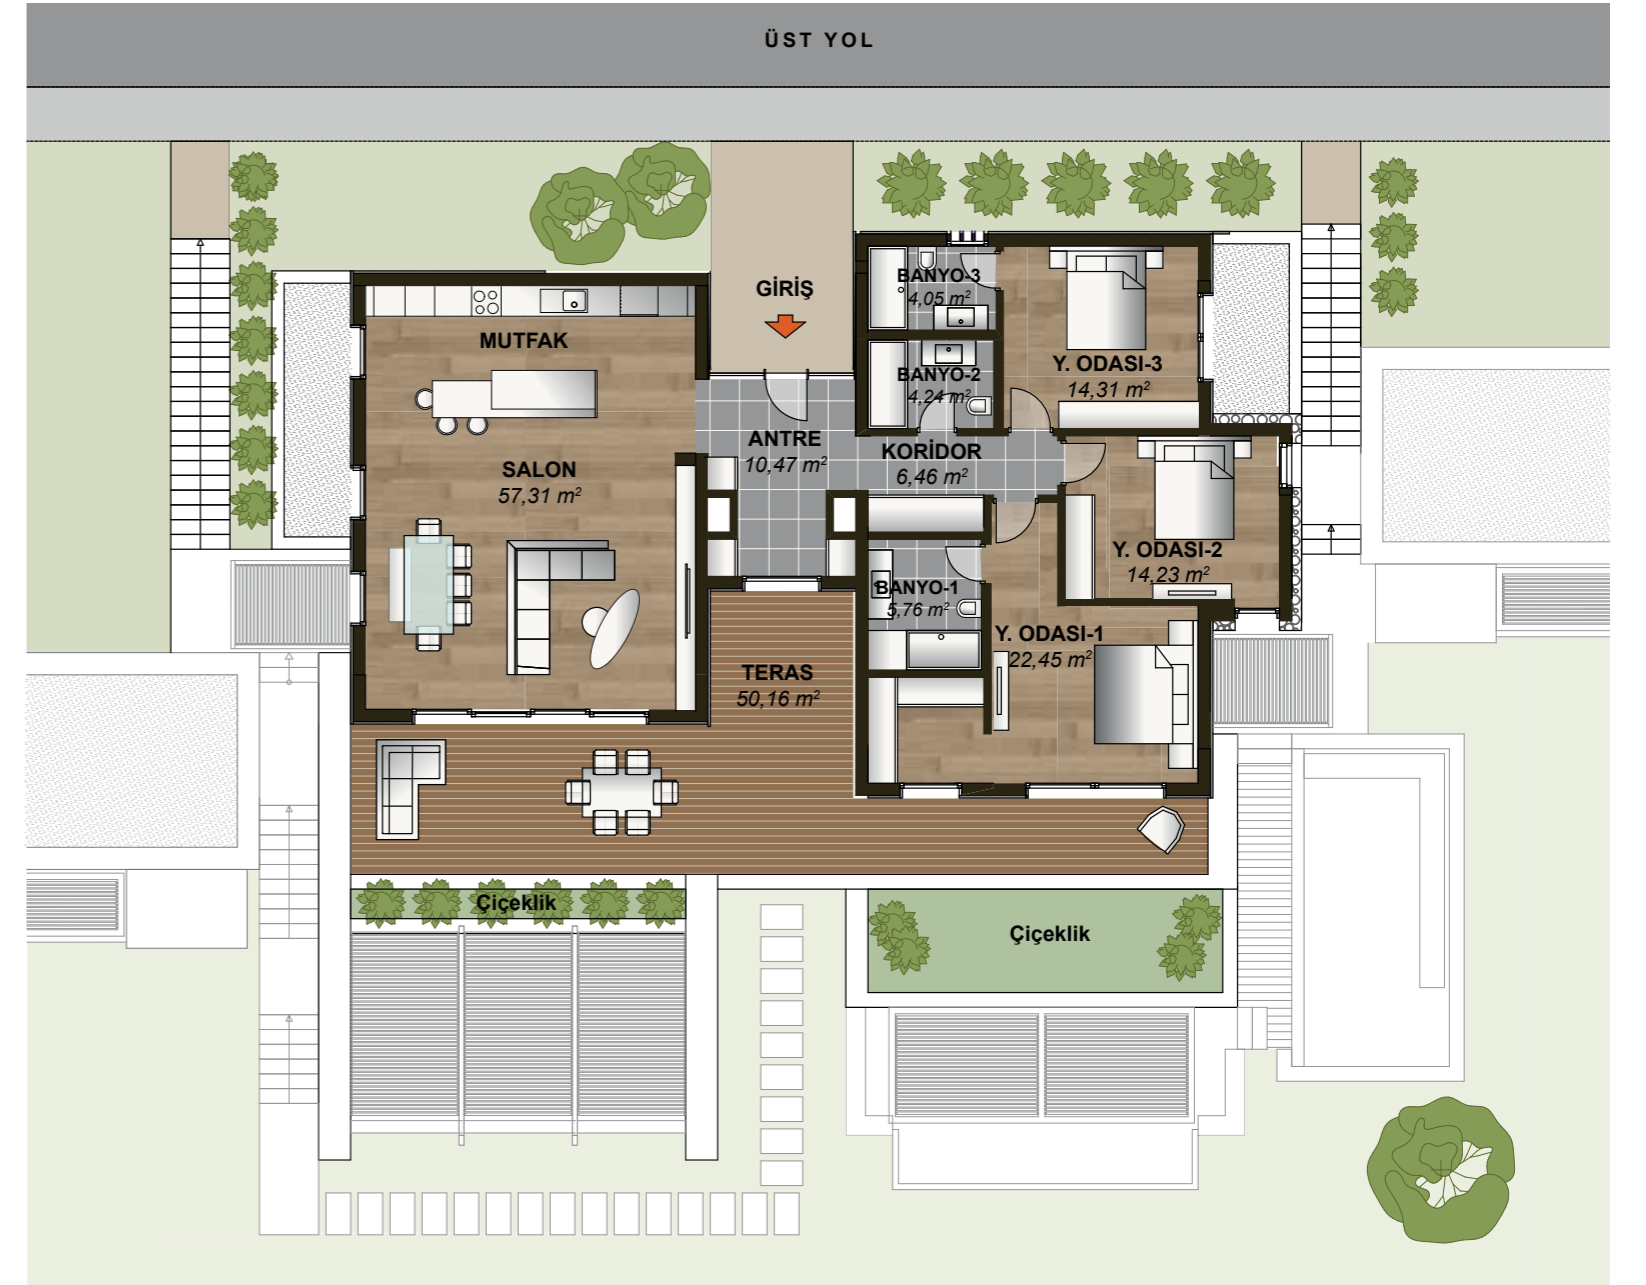 ÜST YOL
GİRİŞ
BANYO-3
4,05 m²
MUTFAK
BANYO-2
4,24 m²
Y. ODASI-3
14,31 m²
ANTRE
10,47 m²
KORİDOR
6,46 m²
SALON
57,31 m²
Y. ODASI-2
14,23 m²
BANYO-1
5,76 m²
Y. ODASI-1
22,45 m²
TERAS
50,16 m²
Çiçeklik
Çiçeklik